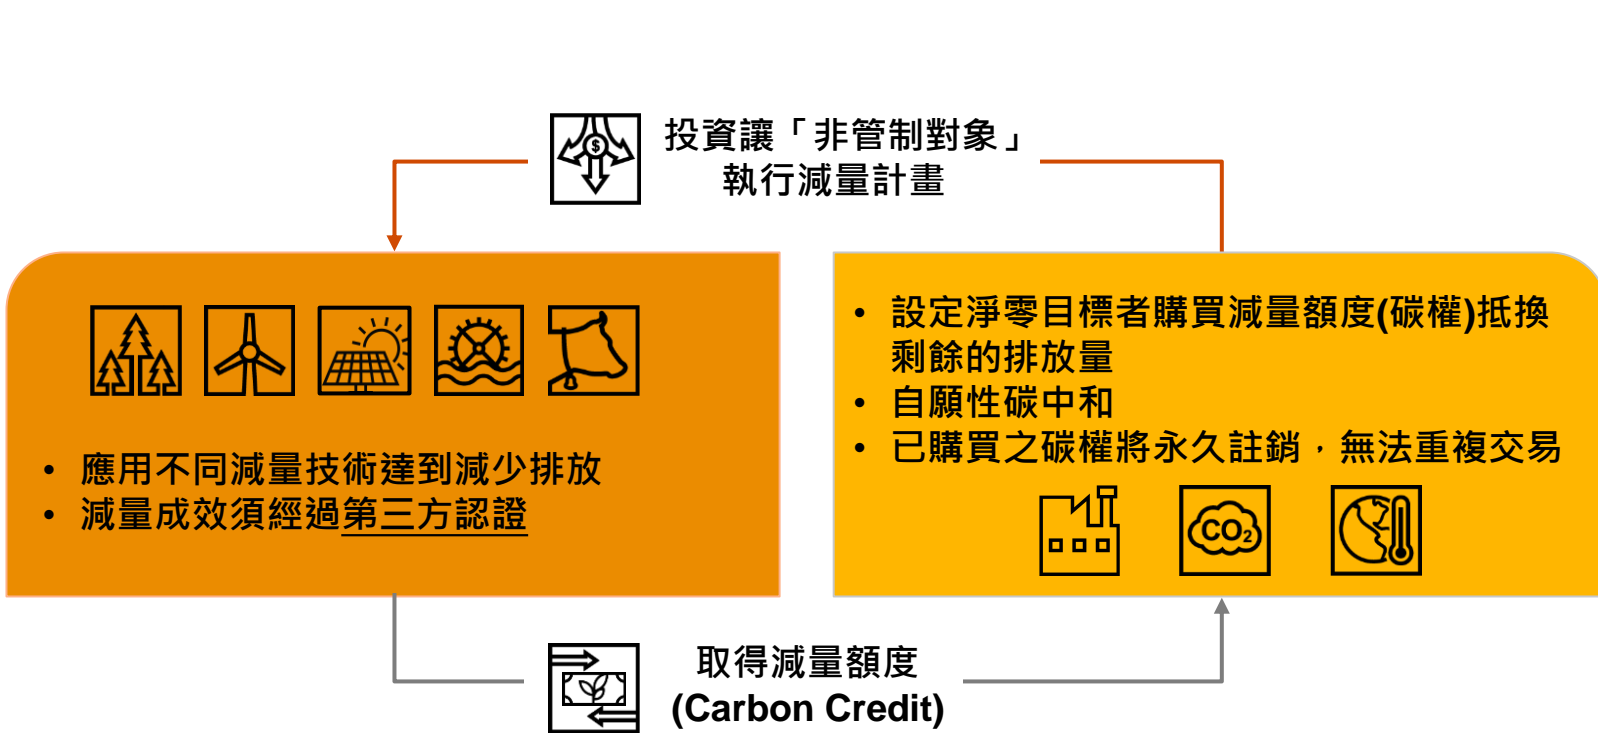 投資讓「非管制對象」
執行減量計畫
$
• 應用不同減量技術達到減少排放
• 減量成效須經過第三方認證
• 設定淨零目標者購買減量額度(碳權)抵換
剩餘的排放量
• 自願性碳中和
• 已購買之碳權將永久註銷，無法重複交易
CO2
取得減量額度
(Carbon Credit)